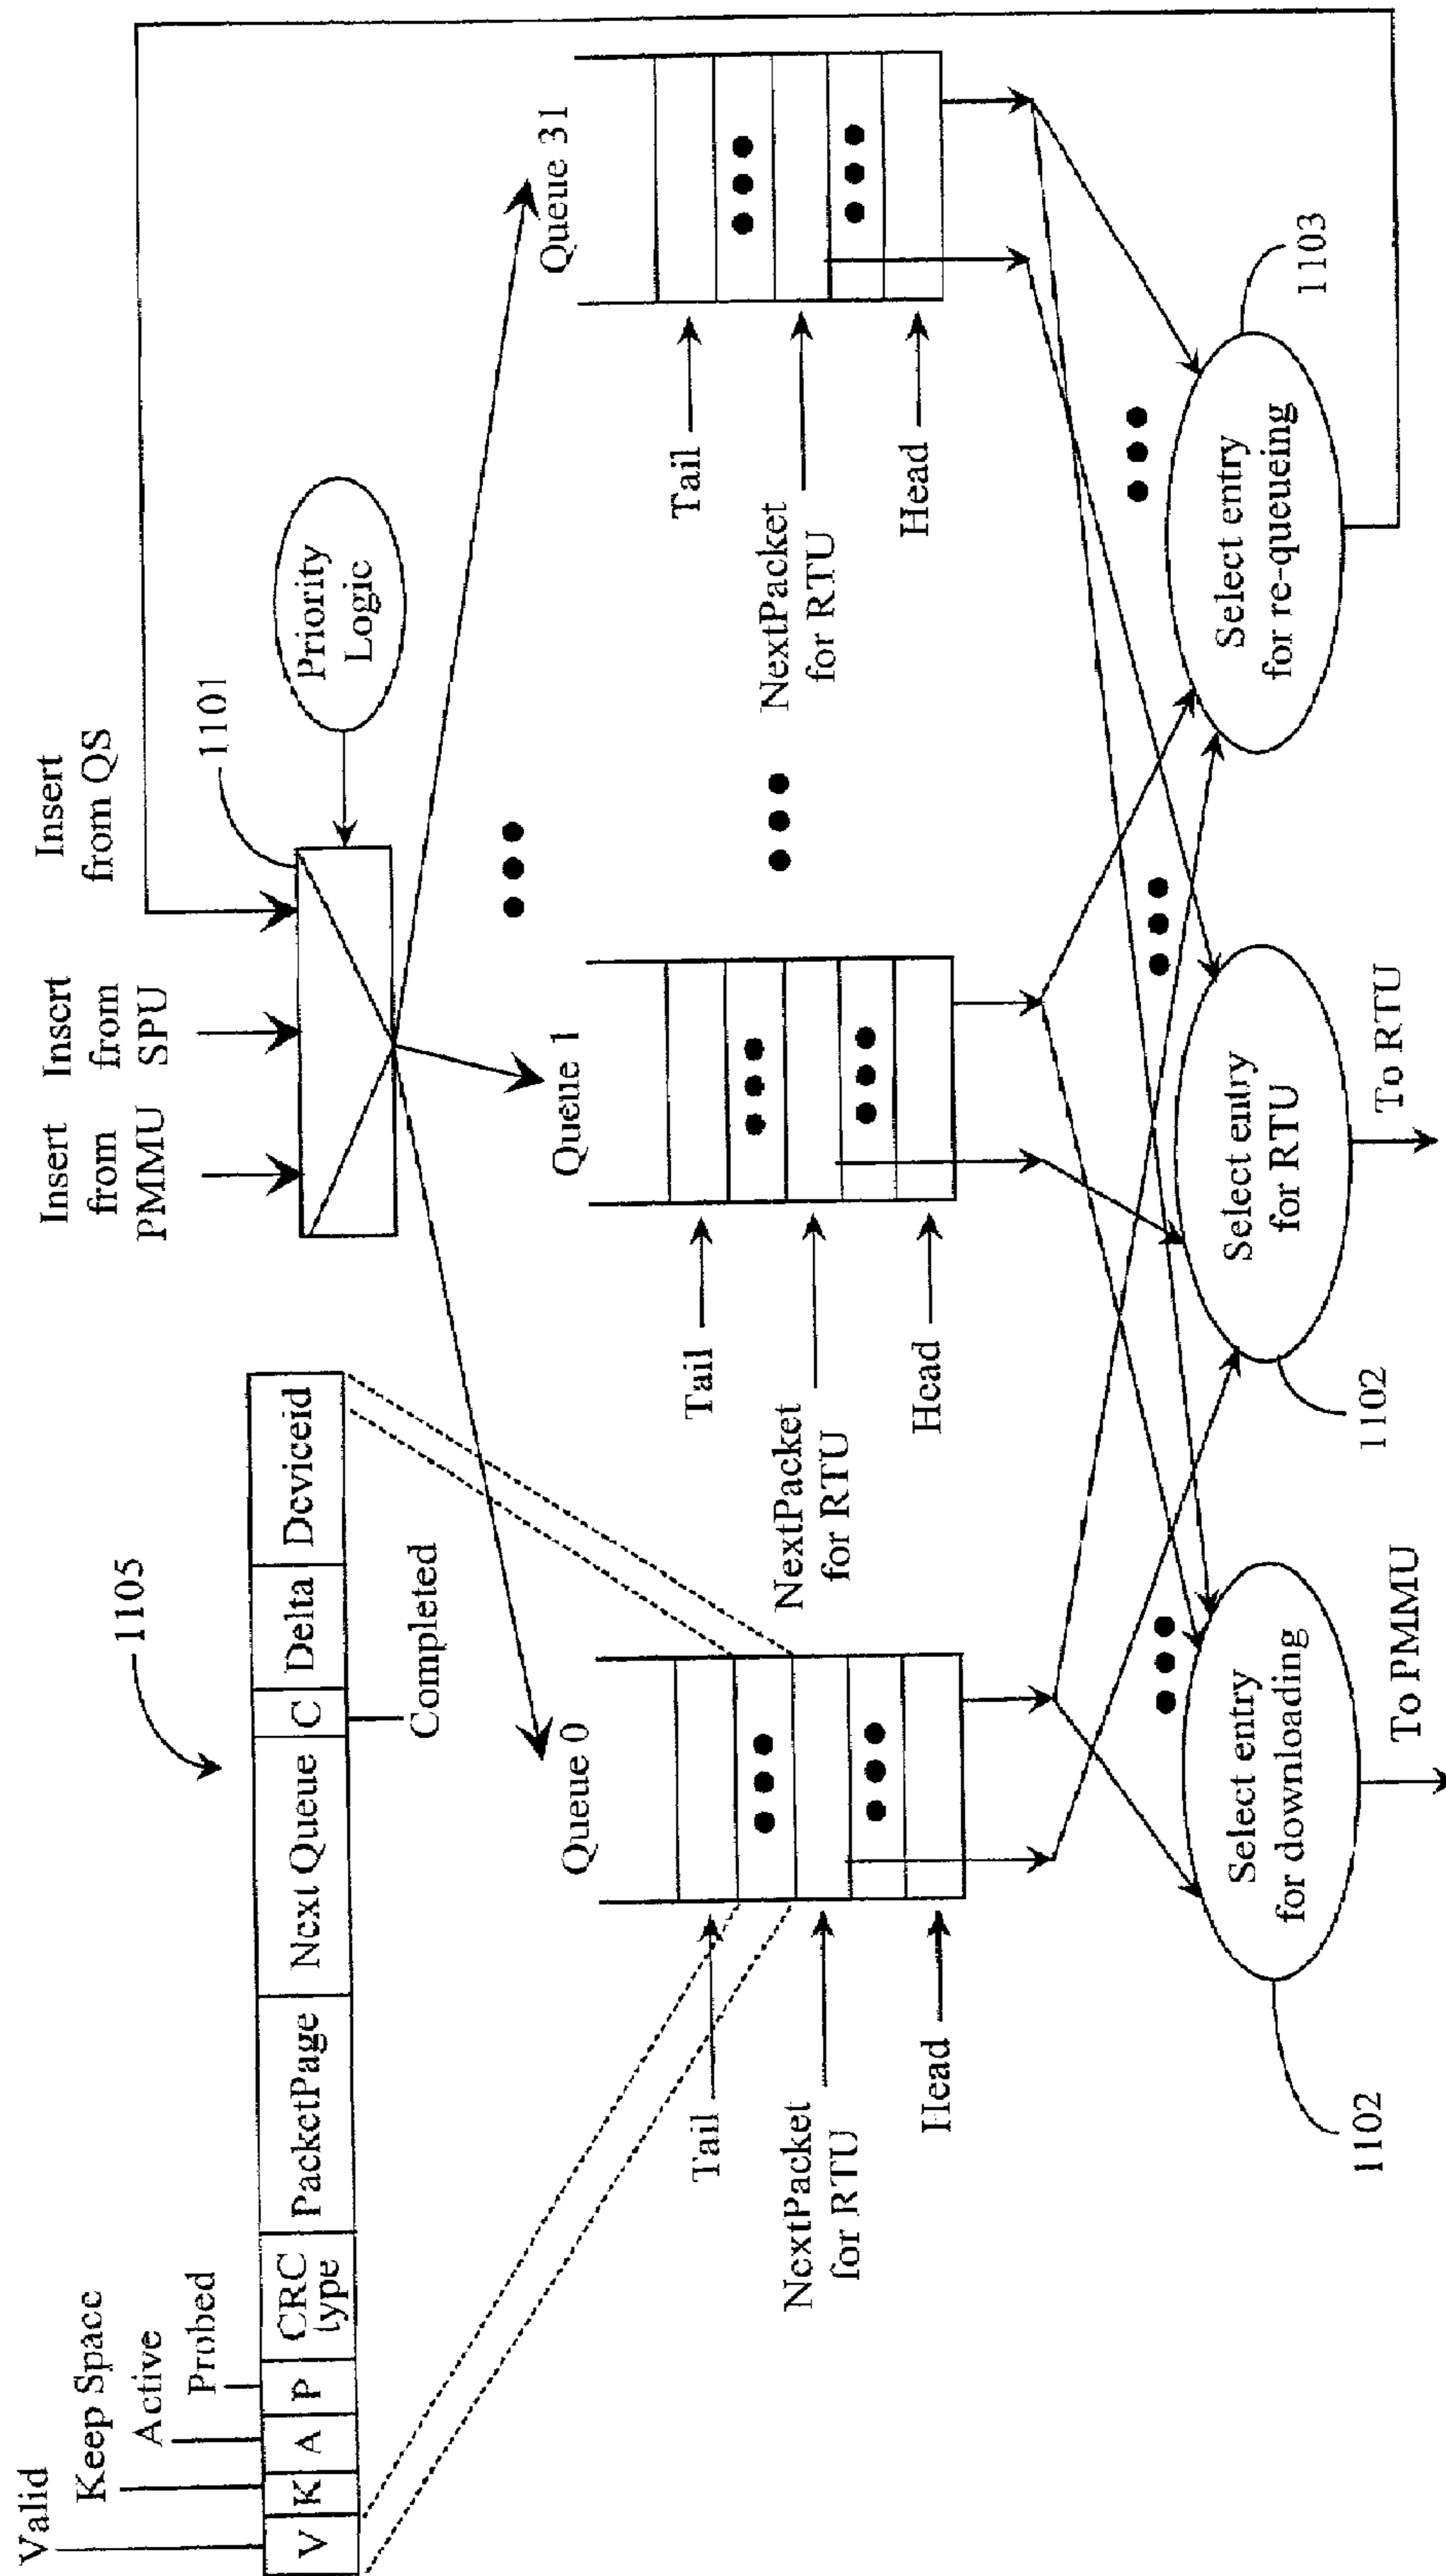 Valid
Keep Space
Active
Probed
V
K
A
P
CRC
type
PacketPage
Next Queue
C
Delta
Deviceid
Completed
1105
Insert
from
PMMU
Insert
from
SPU
Insert
from QS
1101
Priority
Logic
Queue 0
Queue 1
Queue 31
Tail
NextPacket
for RTU
Head
Tail
NextPacket
for RTU
Head
Tail
NextPacket
for RTU
Head
Select entry
for downloading
1102
To PMMU
Select entry
for RTU
1102
To RTU
Select entry
for re-queueing
1103